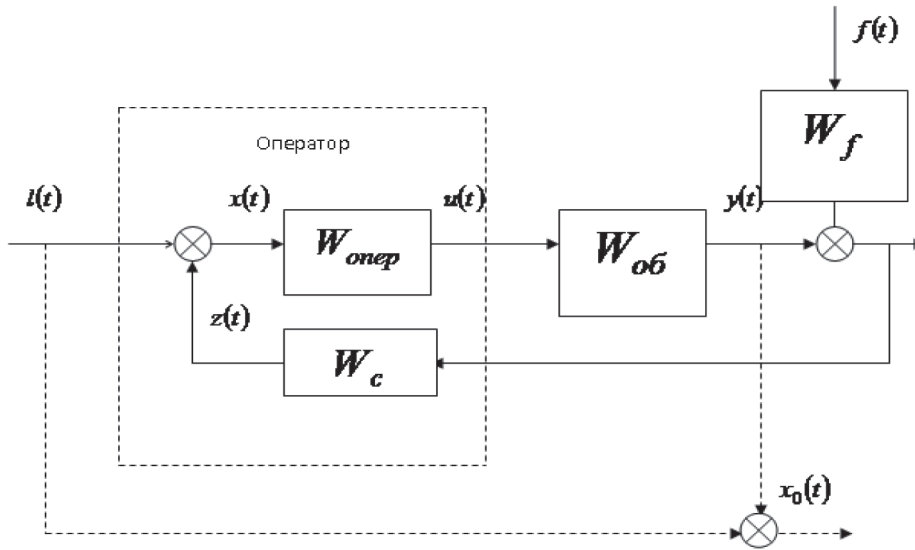 f(t)
W_f
Оператор
l(t)
x(t)
u(t)
y(t)
W_опер
W_об
z(t)
W_c
x_0(t)